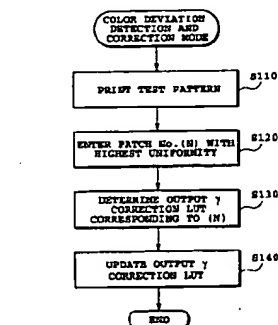 COLOR DEVIATION
DETECTION AND
CORRECTION MODE
PRINT TEST PATTERN
S110
ENTER PATCH No.(N) WITH
HIGHEST UNIFORMITY
S120
DETERMINE OUTPUT γ
CORRECTION LUT
CORRESPONDING TO (N)
S130
UPDATE OUTPUT γ
CORRECTION LUT
S140
END